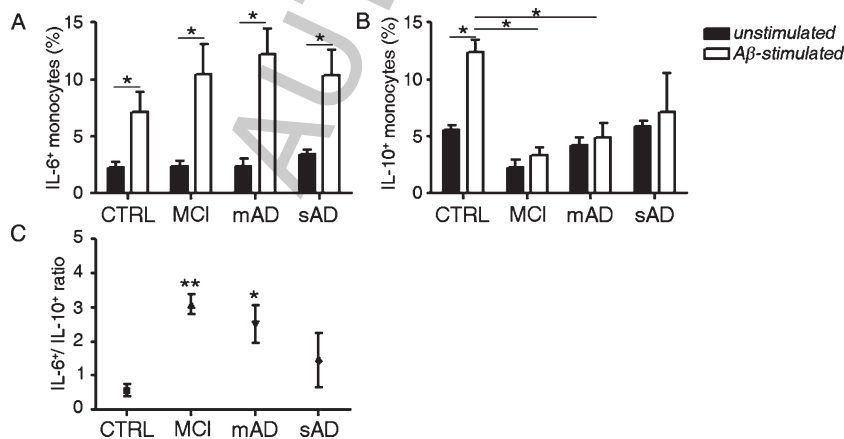 A
IL-6⁺ monocytes (%)
15
10
5
0
*
*
*
*
CTRL MCI mAD sAD
B
IL-10⁺ monocytes (%)
15
10
5
0
*
*
*
CTRL MCI mAD sAD
unstimulated
Aβ-stimulated
C
IL-6⁺/ IL-10⁺ ratio
5
4
3
2
1
0
**
*
CTRL MCI mAD sAD
AUT